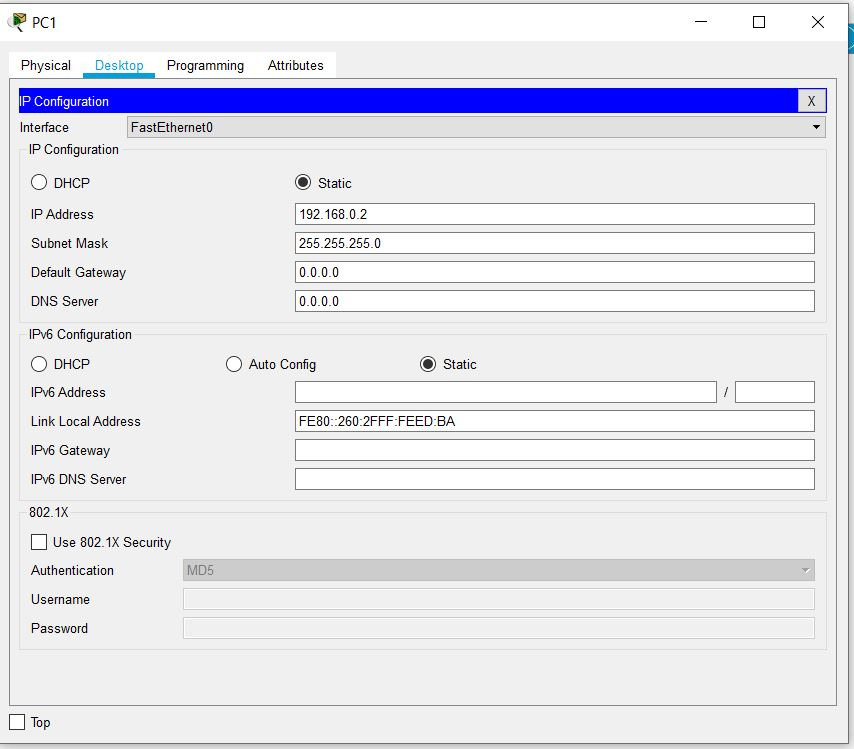 PC1
Physical Desktop Programming Attributes
IP Configuration X
Interface FastEthernet0
IP Configuration
DHCP Static
IP Address 192.168.0.2
Subnet Mask 255.255.255.0
Default Gateway 0.0.0.0
DNS Server 0.0.0.0
IPv6 Configuration
DHCP Auto Config Static
IPv6 Address /
Link Local Address FE80::260:2FFF:FEED:BA
IPv6 Gateway
IPv6 DNS Server
802.1X
Use 802.1X Security
Authentication MD5
Username
Password
Top